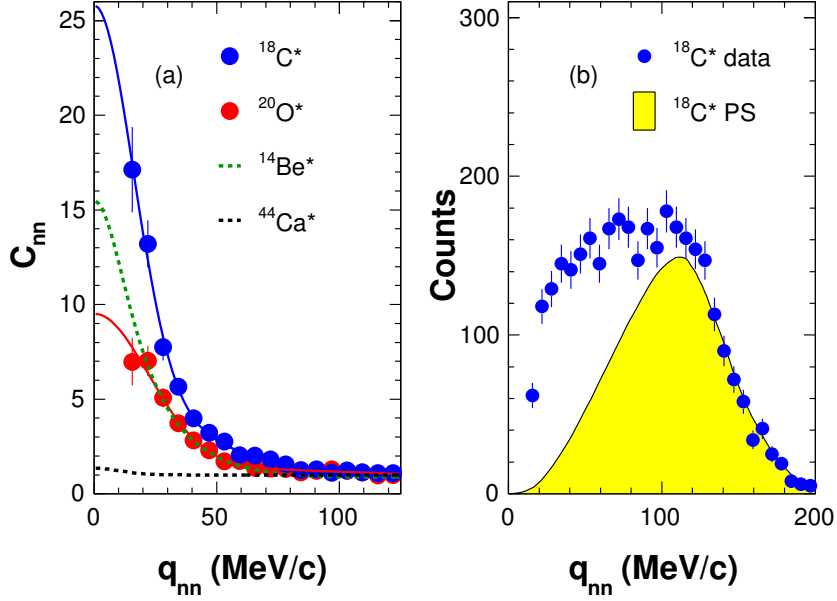 25
20
15
10
5
0
C_nn
(a)
¹⁸C*
²⁰O*
¹⁴Be*
⁴⁴Ca*
0 50 100
q_nn (MeV/c)
300
200
100
0
Counts
(b)
¹⁸C* data
¹⁸C* PS
0 100 200
q_nn (MeV/c)